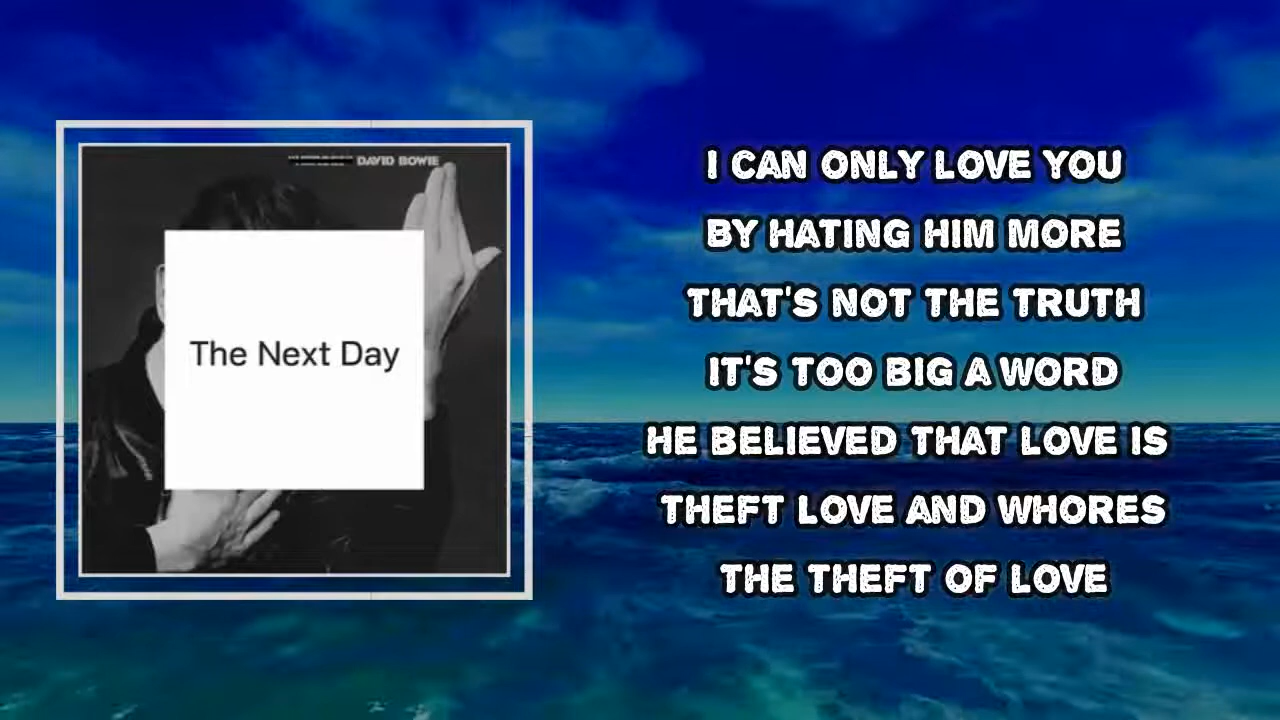 DAVID BOWIE
The Next Day
I CAN ONLY LOVE YOU
BY HATING HIM MORE
THAT'S NOT THE TRUTH
IT'S TOO BIG A WORD
HE BELIEVED THAT LOVE IS
THEFT LOVE AND WHORES
THE THEFT OF LOVE